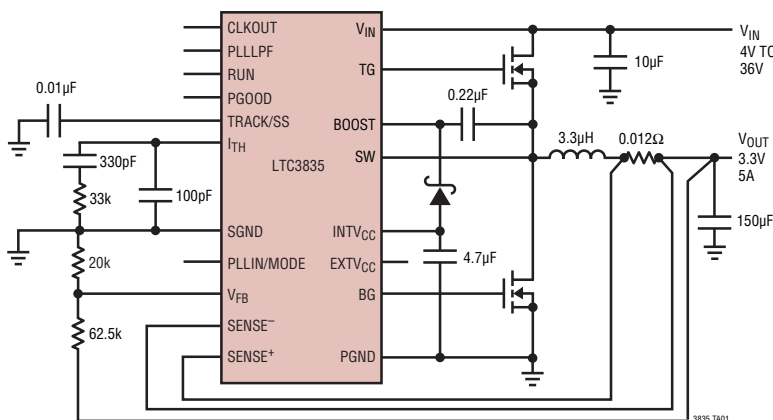 CLKOUT
PLLLPF
RUN
PGOOD
TRACK/SS
ITH
SGND
PLLIN/MODE
VFB
SENSE–
SENSE+
LTC3835
VIN
TG
BOOST
SW
INTVCC
EXTVCC
BG
PGND
0.01µF
330pF
33k
100pF
20k
62.5k
0.22µF
4.7µF
3.3µH
0.012Ω
10µF
150µF
VIN
4V TO
36V
VOUT
3.3V
5A
3835 TA01